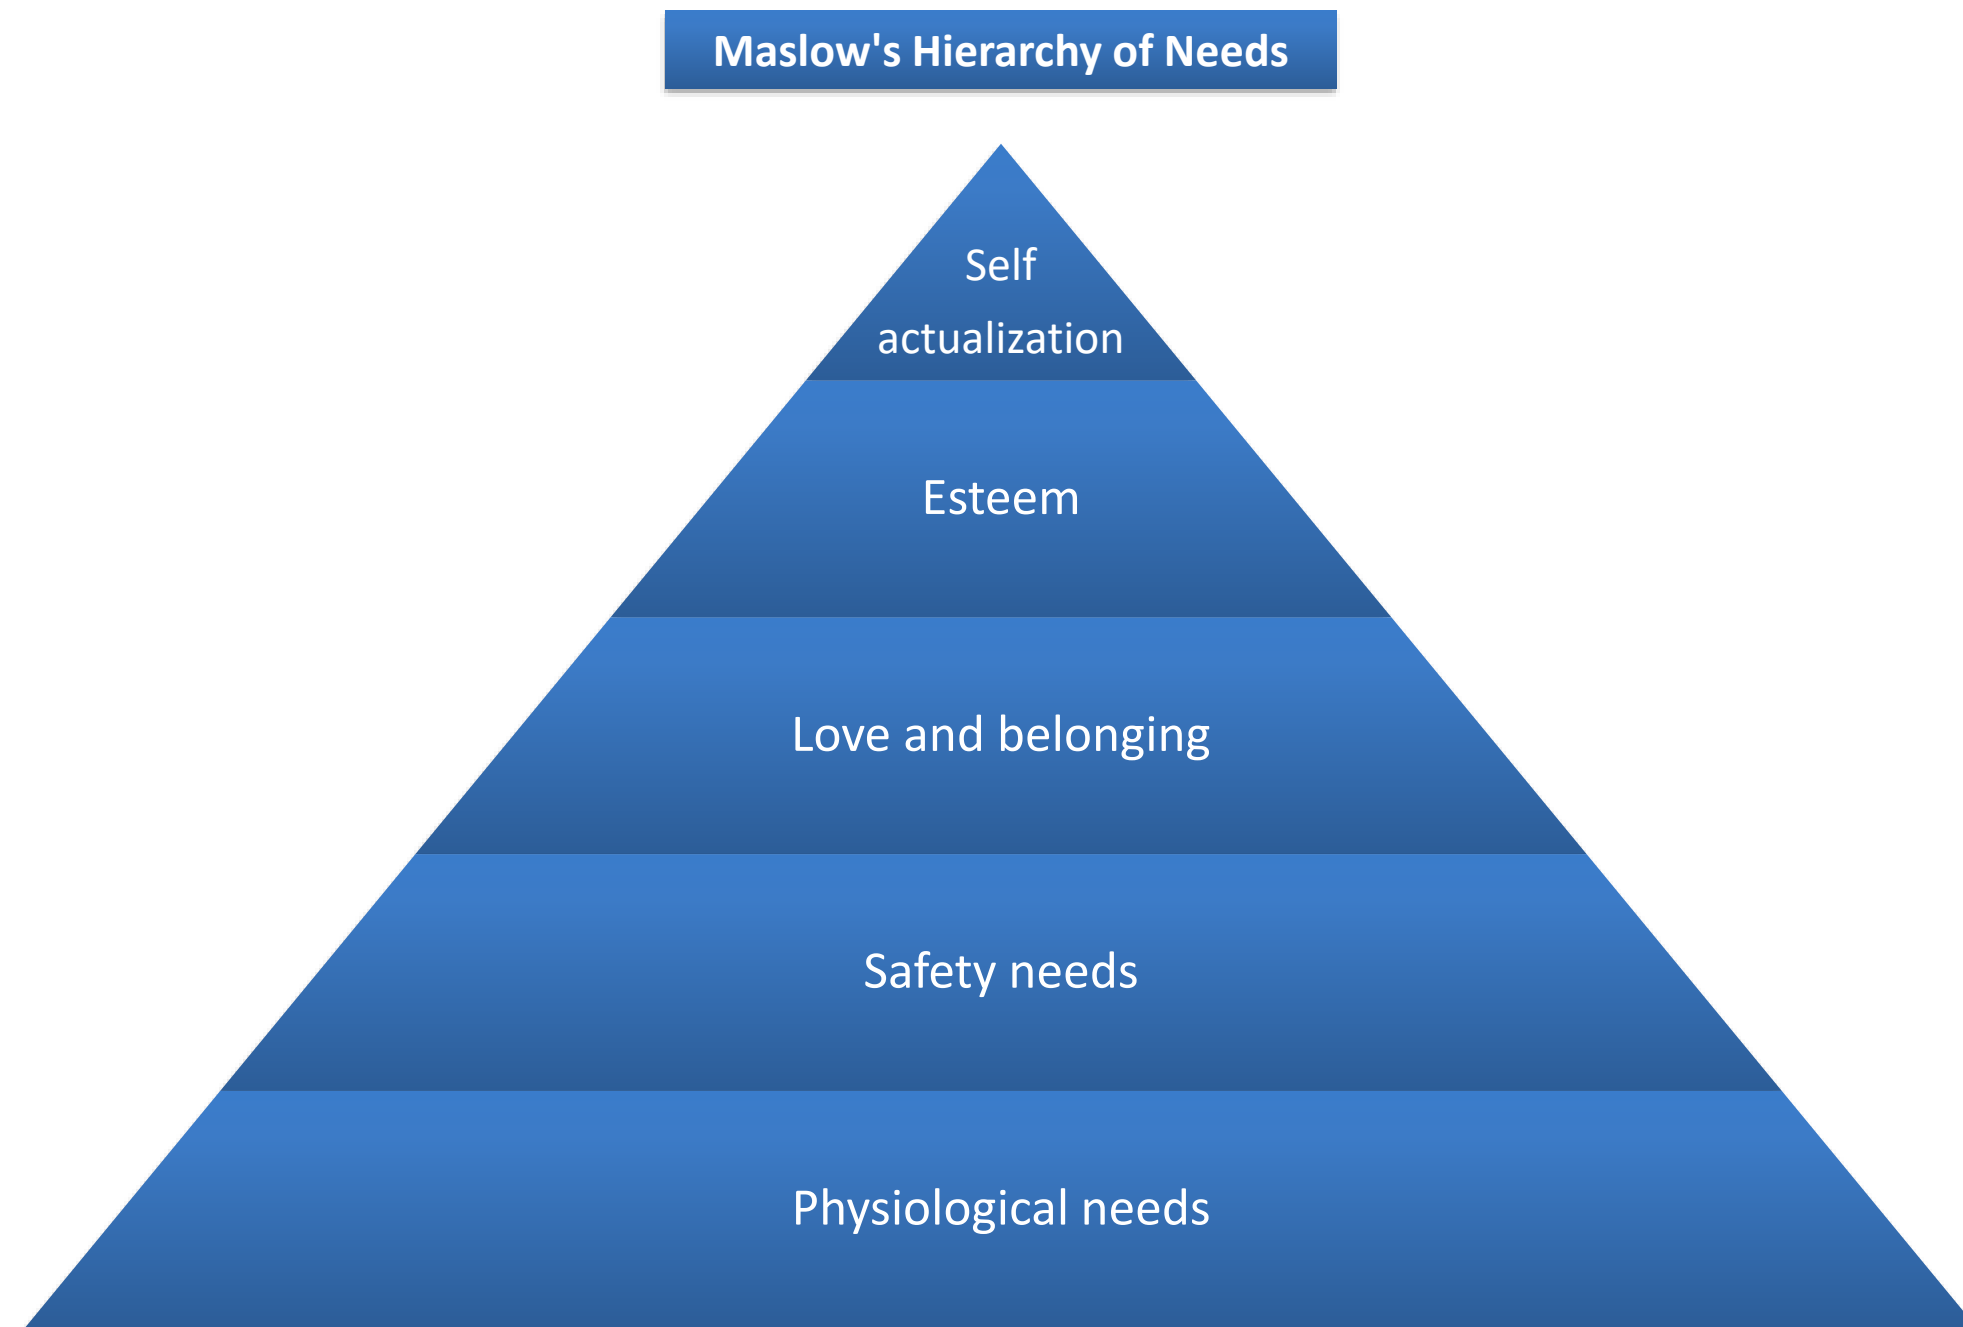 Maslow's Hierarchy of Needs
Self
actualization
Esteem
Love and belonging
Safety needs
Physiological needs